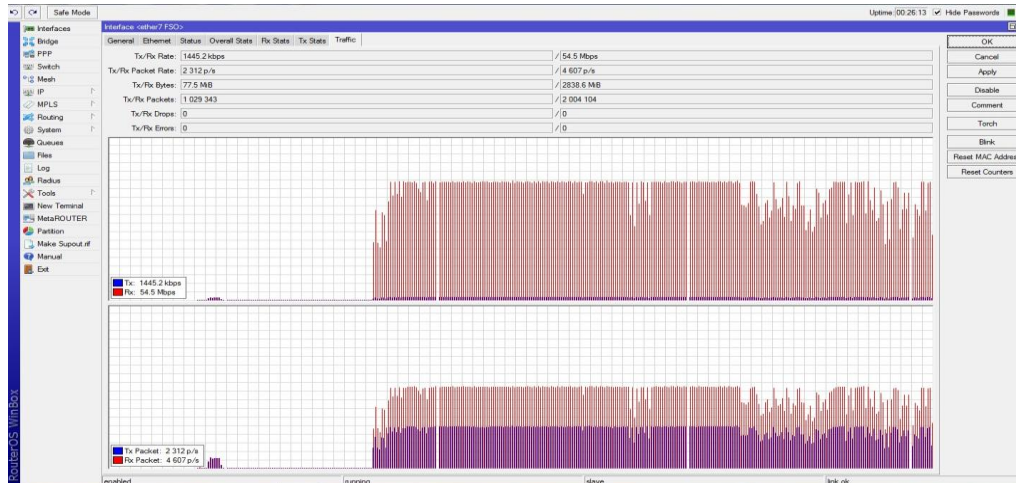 Safe Mode
Uptime: 00:26:13
Hide Passwords
Interfaces
Bridge
PPP
Switch
Mesh
IP
MPLS
Routing
System
Queues
Files
Log
Radius
Tools
New Terminal
MetaROUTER
Partition
Make Supout.rif
Manual
Exit
RouterOS WinBox
Interface <ether7 FSO>
General Ethernet Status Overall Stats Rx Stats Tx Stats Traffic
Tx/Rx Rate: 1445.2 kbps / 54.5 Mbps
Tx/Rx Packet Rate: 2 312 p/s / 4 607 p/s
Tx/Rx Bytes: 77.5 MiB / 2838.6 MiB
Tx/Rx Packets: 1 029 343 / 2 004 104
Tx/Rx Drops: 0 / 0
Tx/Rx Errors: 0 / 0
Tx: 1445.2 kbps
Rx: 54.5 Mbps
Tx Packet: 2 312 p/s
Rx Packet: 4 607 p/s
OK
Cancel
Apply
Disable
Comment
Torch
Blink
Reset MAC Addres
Reset Counters
enabled running slave link ok